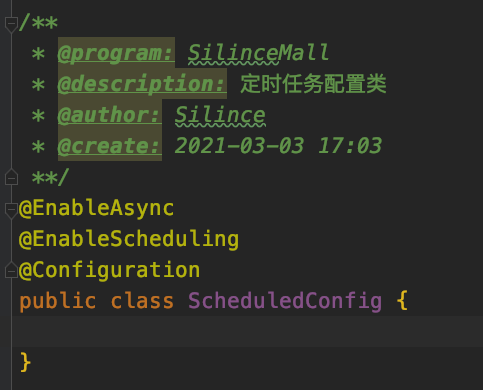 /**
* @program: SilinceMall
* @description: 定时任务配置类
* @author: Silince
* @create: 2021-03-03 17:03
**/
@EnableAsync
@EnableScheduling
@Configuration
public class ScheduledConfig {
}